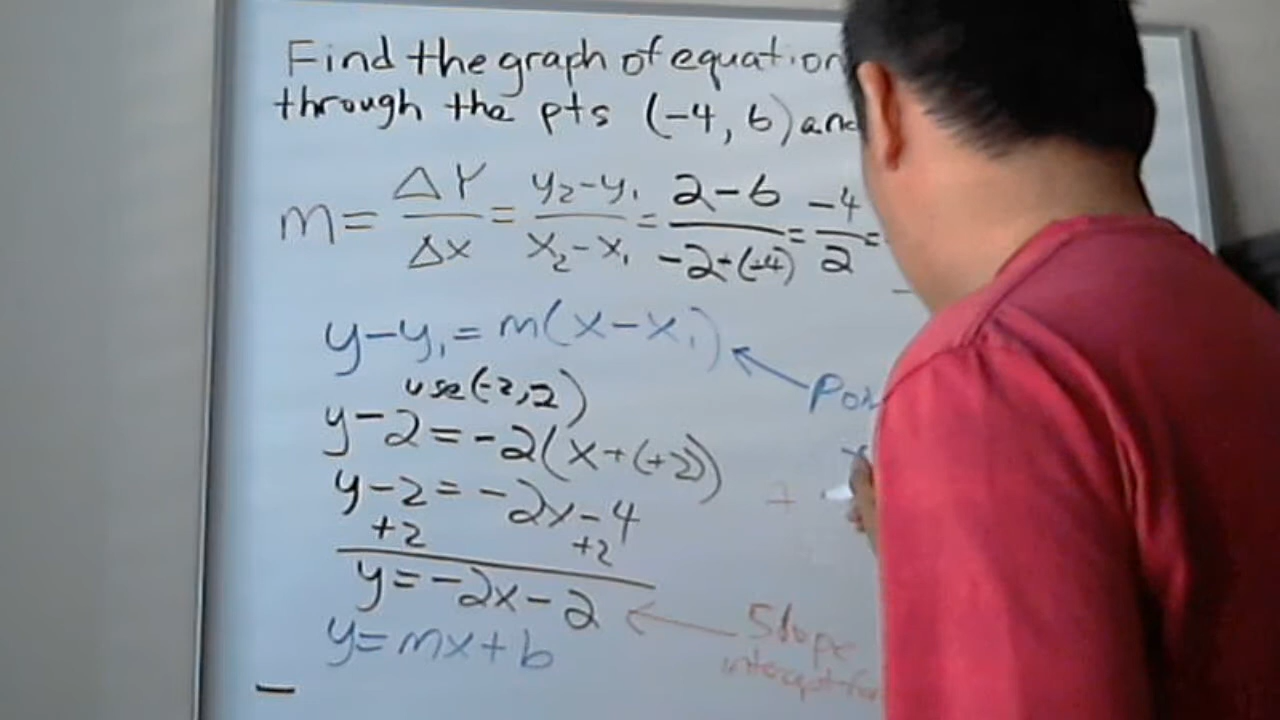 Find the graph of equation
through the pts (-4, 6) and
m = ΔY/Δx = y₂-y₁/x₂-x₁ = 2-6/-2+(+4) = -4/2 =
y-y₁ = m(x-x₁)
use(-2,2)
y-2 = -2(x+(+2))
y-2 = -2x-4
+2 +2
y = -2x-2
Slope
y = mx+b